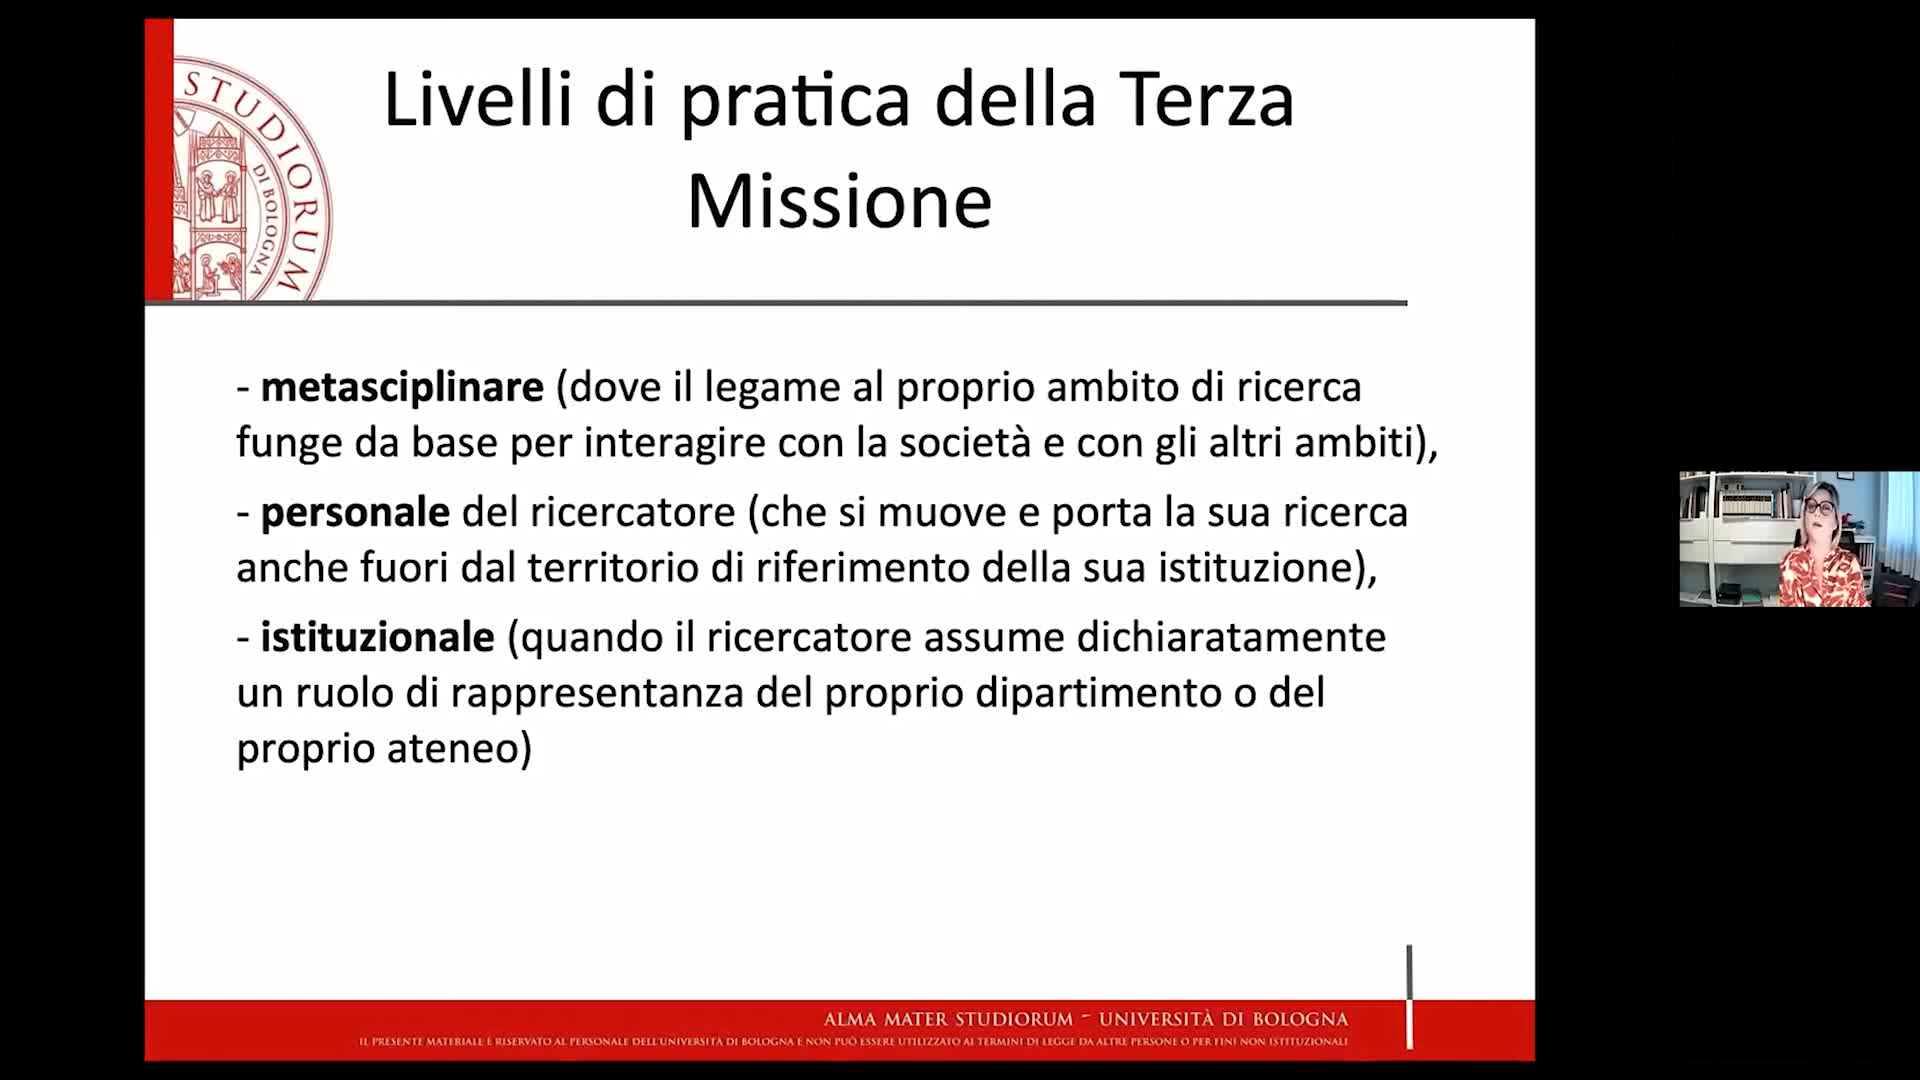 STUDIORUM
DI BOLOGNA
Livelli di pratica della Terza
Missione
- metasciplinare (dove il legame al proprio ambito di ricerca
funge da base per interagire con la società e con gli altri ambiti),
- personale del ricercatore (che si muove e porta la sua ricerca
anche fuori dal territorio di riferimento della sua istituzione),
- istituzionale (quando il ricercatore assume dichiaratamente
un ruolo di rappresentanza del proprio dipartimento o del
proprio ateneo)
ALMA MATER STUDIORUM – UNIVERSITÀ DI BOLOGNA
IL PRESENTE MATERIALE È RISERVATO AL PERSONALE DELL'UNIVERSITÀ DI BOLOGNA E NON PUÒ ESSERE UTILIZZATO AI TERMINI DI LEGGE DA ALTRE PERSONE O PER FINI NON ISTITUZIONALI